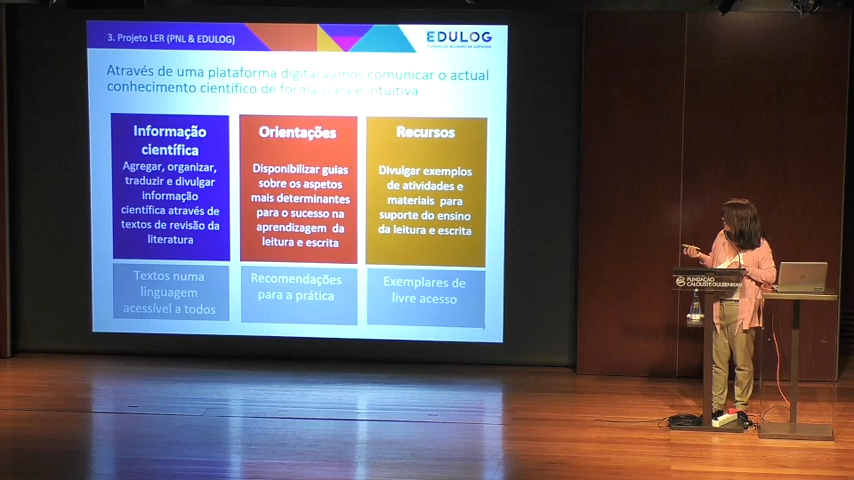 3. Projeto LER (PNL & EDULOG)
EDULOG
FUNDAÇÃO BELMIRO DE AZEVEDO
Através de uma plataforma digital vamos comunicar o actual
conhecimento científico de forma clara e intuitiva
Informação
científica
Agregar, organizar,
traduzir e divulgar
informação
científica através de
textos de revisão da
literatura
Textos numa
linguagem
acessível a todos
Orientações
Disponibilizar guias
sobre os aspetos
mais determinantes
para o sucesso na
aprendizagem da
leitura e escrita
Recomendações
para a prática
Recursos
Divulgar exemplos
de atividades e
materiais para
suporte do ensino
da leitura e escrita
Exemplares de
livre acesso
FUNDAÇÃO
CALOUSTE GULBENKIAN